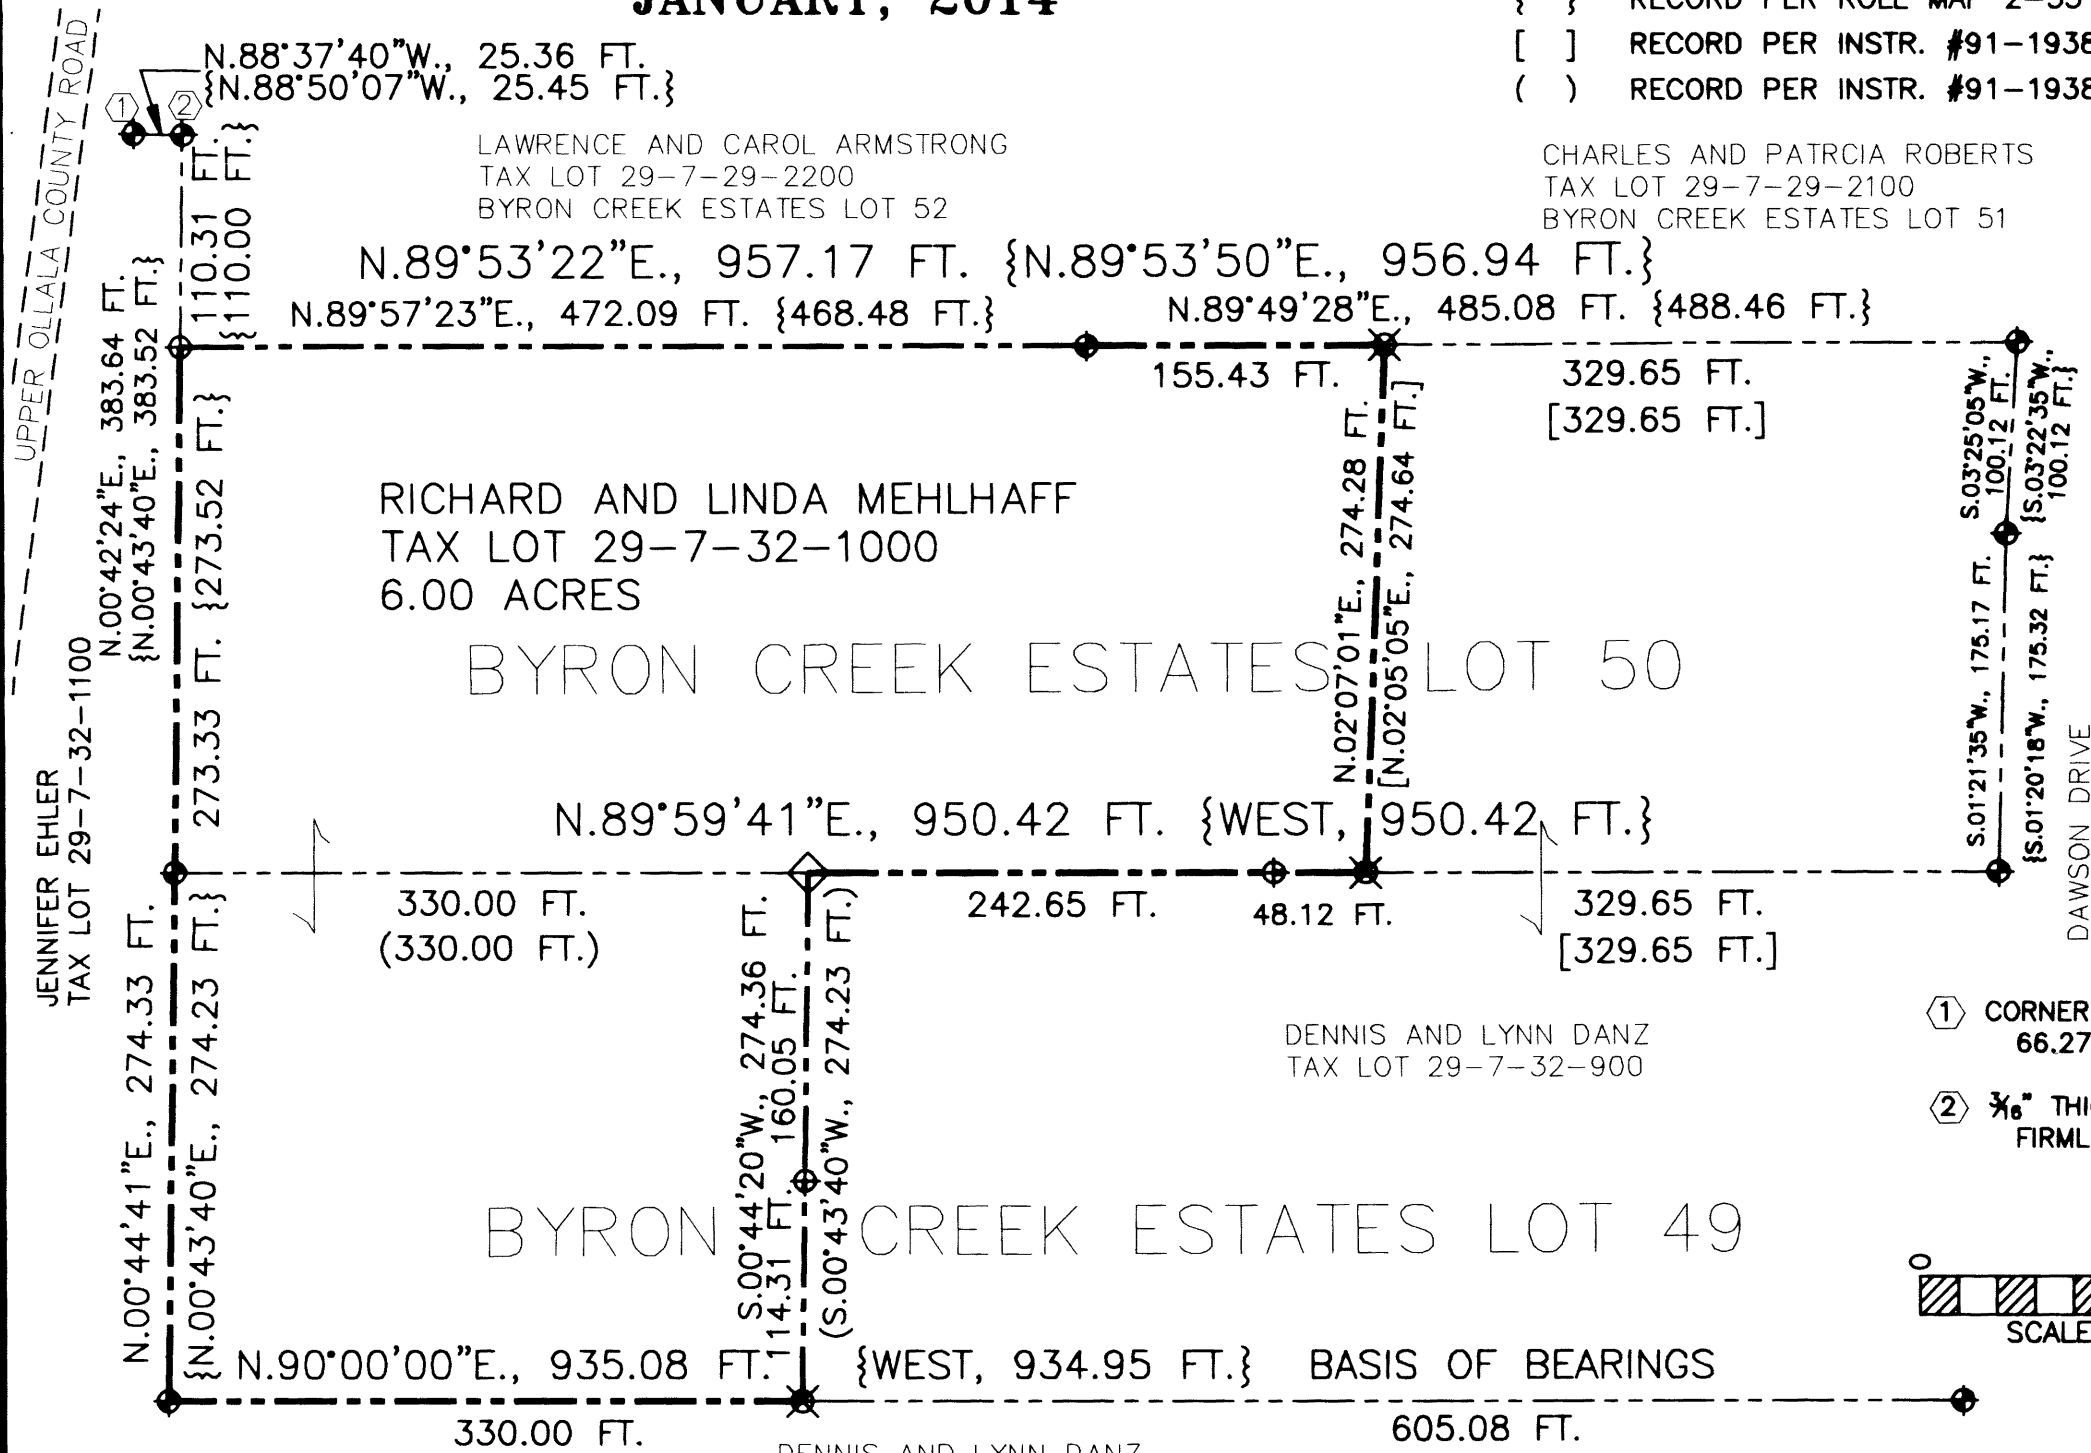 JANUARY, 2014
{ } RECORD PER ROLL MAP
[ ] RECORD PER INSTR. #91-1938
( ) RECORD PER INSTR. #91-1938
N.88°37'40"W., 25.36 FT.
{N.88°50'07"W., 25.45 FT.}
1
2
UPPER OLLALA COUNTY ROAD
LAWRENCE AND CAROL ARMSTRONG
TAX LOT 29-7-29-2200
BYRON CREEK ESTATES LOT 52
CHARLES AND PATRCIA ROBERTS
TAX LOT 29-7-29-2100
BYRON CREEK ESTATES LOT 51
110.31 FT.
{110.00 FT.}
N.89°53'22"E., 957.17 FT. {N.89°53'50"E., 956.94 FT.}
N.89°57'23"E., 472.09 FT. {468.48 FT.}
N.89°49'28"E., 485.08 FT. {488.46 FT.}
155.43 FT.
329.65 FT.
[329.65 FT.]
N.00°42'24"E., 383.64 FT.
{N.00°43'40"E., 383.52 FT.}
273.33 FT. {273.52 FT.}
RICHARD AND LINDA MEHLHAFF
TAX LOT 29-7-32-1000
6.00 ACRES
N.02°07'01"E., 274.28 FT.
[N.02°05'05"E., 274.64 FT.]
S.03°25'05"W.,
100.12 FT.
{S.03°22'35"W.,
100.12 FT.}
S.01°21'35"W., 175.17 FT.
{S.01°20'18"W., 175.32 FT.}
BYRON CREEK ESTATES LOT 50
DAWSON DRIVE
JENNIFER EHLER
TAX LOT 29-7-32-1100
N.89°59'41"E., 950.42 FT. {WEST, 950.42 FT.}
330.00 FT.
(330.00 FT.)
242.65 FT.
48.12 FT.
329.65 FT.
[329.65 FT.]
N.00°44'41"E., 274.33 FT.
{N.00°43'40"E., 274.23 FT.}
S.00°44'20"W., 274.36 FT.
114.31 FT. 160.05 FT.
(S.00°43'40"W., 274.23 FT.)
DENNIS AND LYNN DANZ
TAX LOT 29-7-32-900
1 CORNER
66.27
2 3/16" 
BYRON CREEK ESTATES LOT 49
0
SCALE
N.90°00'00"E., 935.08 FT. {WEST, 934.95 FT.} BASIS OF BEARINGS
330.00 FT.
605.08 FT.
DENNIS AND LYNN DANZ